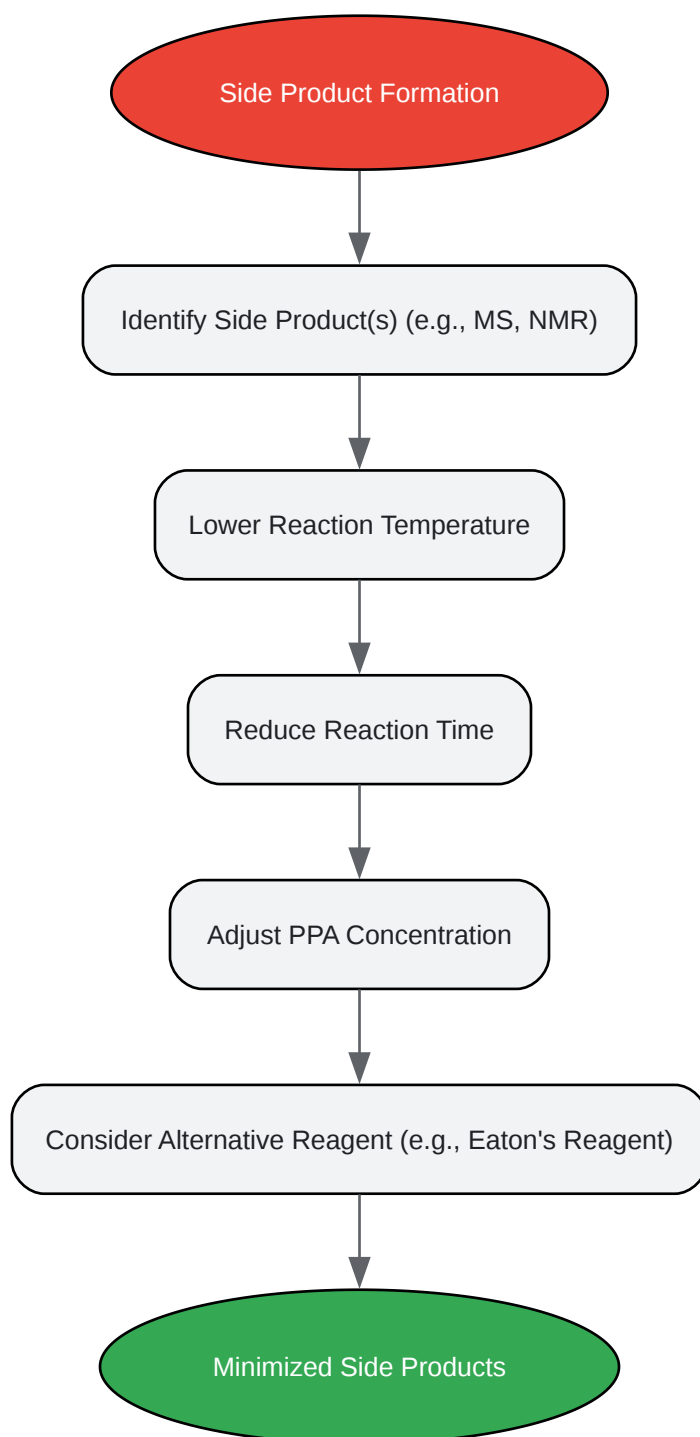 Side Product Formation
Identify Side Product(s) (e.g., MS, NMR)
Lower Reaction Temperature
Reduce Reaction Time
Adjust PPA Concentration
Consider Alternative Reagent (e.g., Eaton's Reagent)
Minimized Side Products